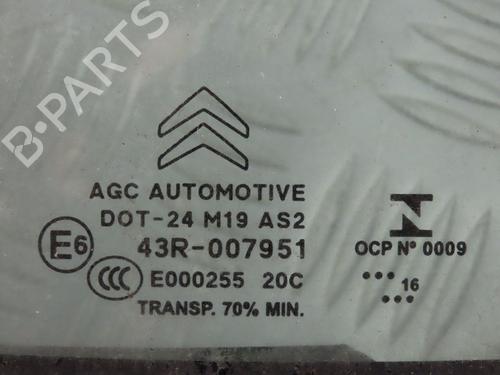 B-PARTS
AGC AUTOMOTIVE
DOT-24 M19 AS2
E6 43R-007951
CCC E000255 20C
TRANSP. 70% MIN.
N
OCP Nº 0009
••• 16
•••